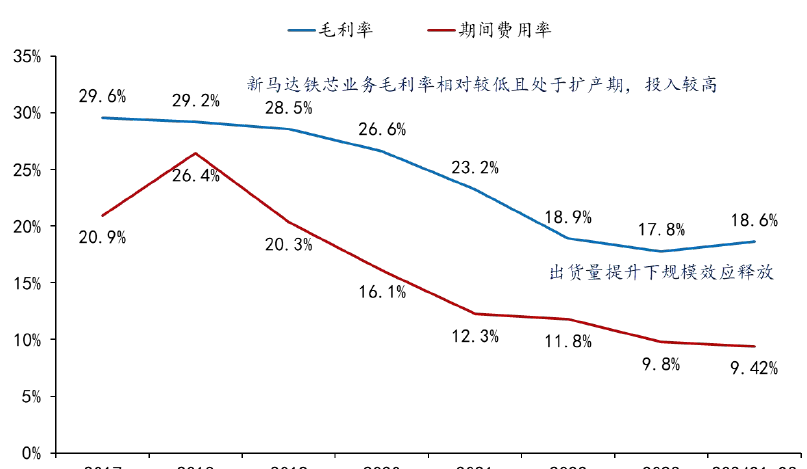 毛利率 期间费用率
35%
新马达铁芯业务毛利率相对较低且处于扩产期，投入较高
30%
29.6% 29.2% 28.5% 26.6% 23.2% 18.9% 17.8% 18.6%
25%
26.4%
20%
20.9% 20.3% 16.1% 12.3% 11.8% 9.8% 9.42%
出货量提升下规模效应释放
15%
10%
5%
0%